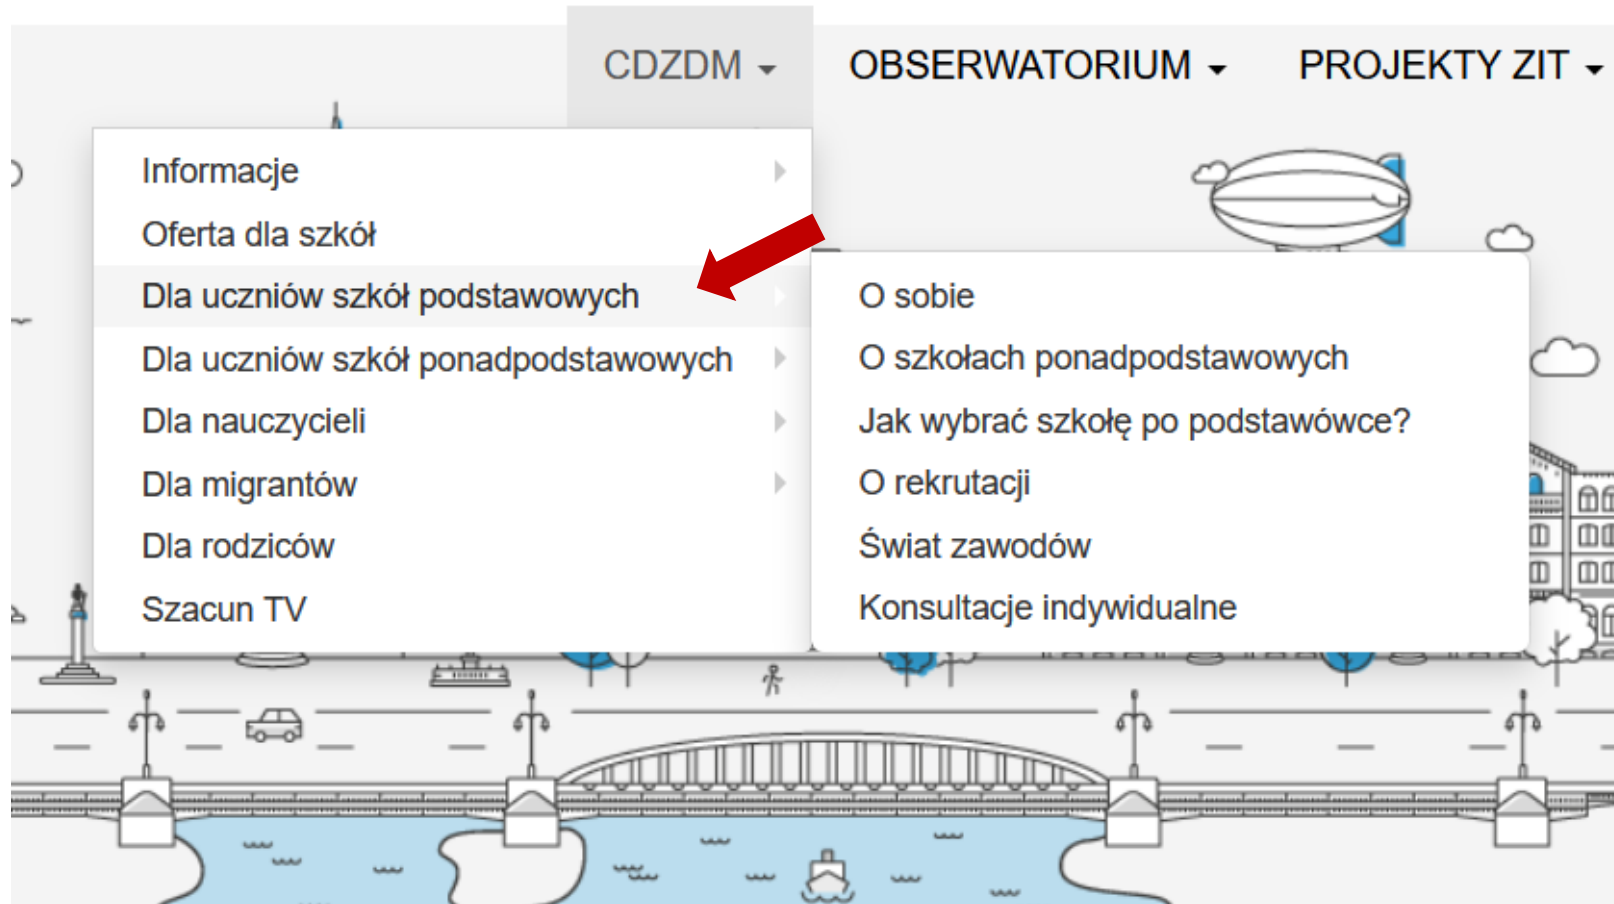 CDZDM OBSERWATORIUM PROJEKTY ZIT
Informacje
Oferta dla szkół
Dla uczniów szkół podstawowych
Dla uczniów szkół ponadpodstawowych
Dla nauczycieli
Dla migrantów
Dla rodziców
Szacun TV
O sobie
O szkołach ponadpodstawowych
Jak wybrać szkołę po podstawówce?
O rekrutacji
Świat zawodów
Konsultacje indywidualne